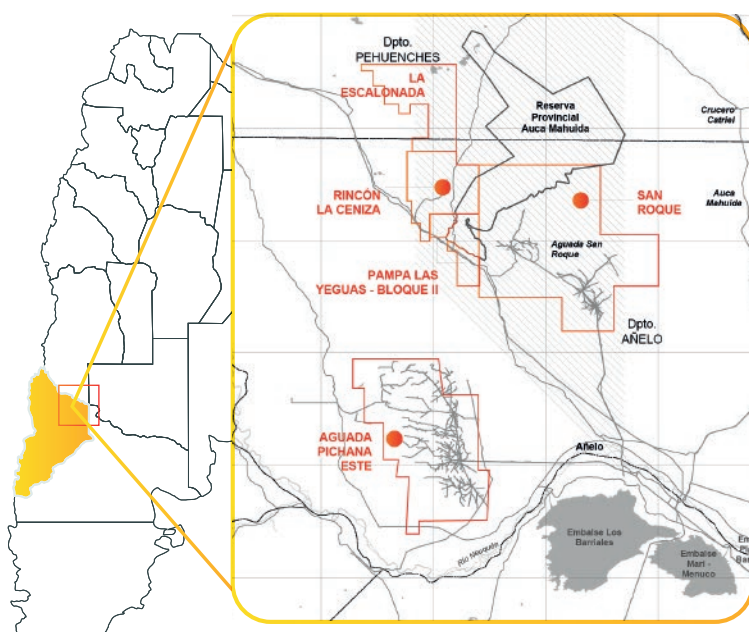 Dpto.
PEHUENCHES
LA
ESCALONADA
Reserva
Provincial
Auca Mahuida
Crucero
Catriel
RINCÓN
LA CENIZA
SAN
ROQUE
Auca
Mahuida
Aguada San
Roque
PAMPA LAS
YEGUAS - BLOQUE II
Dpto.
AÑELO
AGUADA
PICHANA
ESTE
Añelo
Río Neuquén
Embalse Los
Barriales
Embalse
Mari -
Menuco